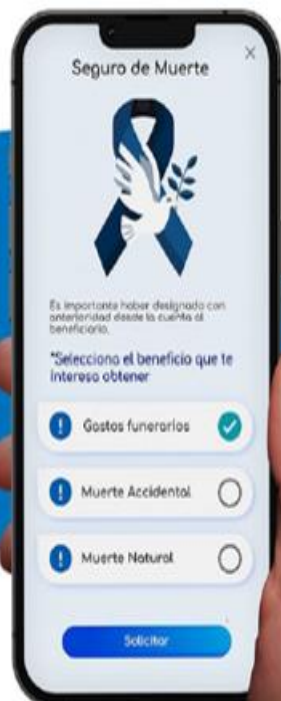 Seguro de Muerte
Es importante haber designado con
anterioridad desde la cuenta al
beneficiario.
*Selecciona el beneficio que te
interesa obtener
Gastos funerarios
Muerte Accidental
Muerte Natural
Solicitar